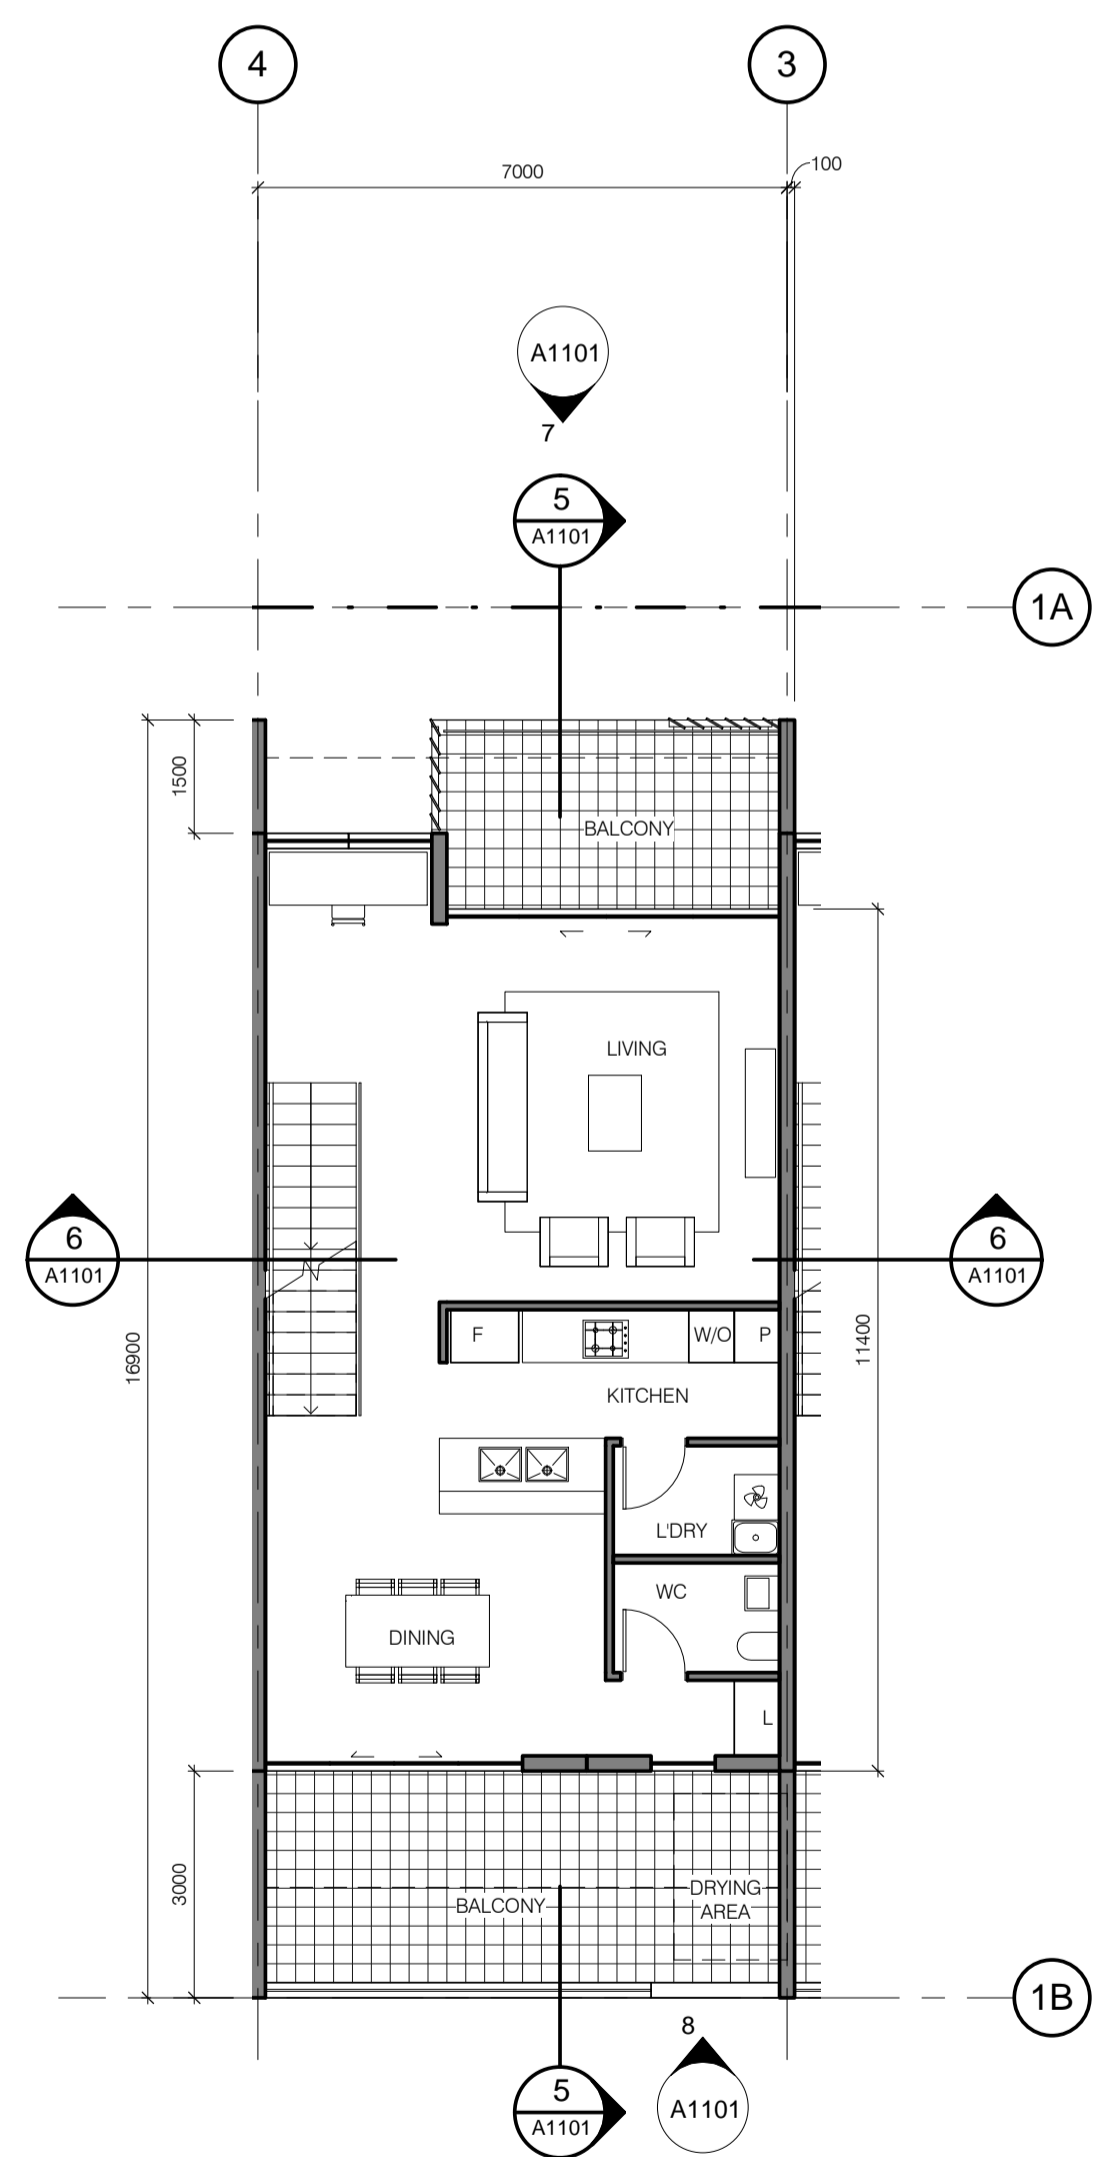 4
3
7000
100
A1101
7
5
A1101
1A
1500
BALCONY
LIVING
6
A1101
6
A1101
16900
11400
F
W/O
P
KITCHEN
L'DRY
WC
DINING
L
3000
BALCONY
DRYING
AREA
1B
8
5
A1101
A1101